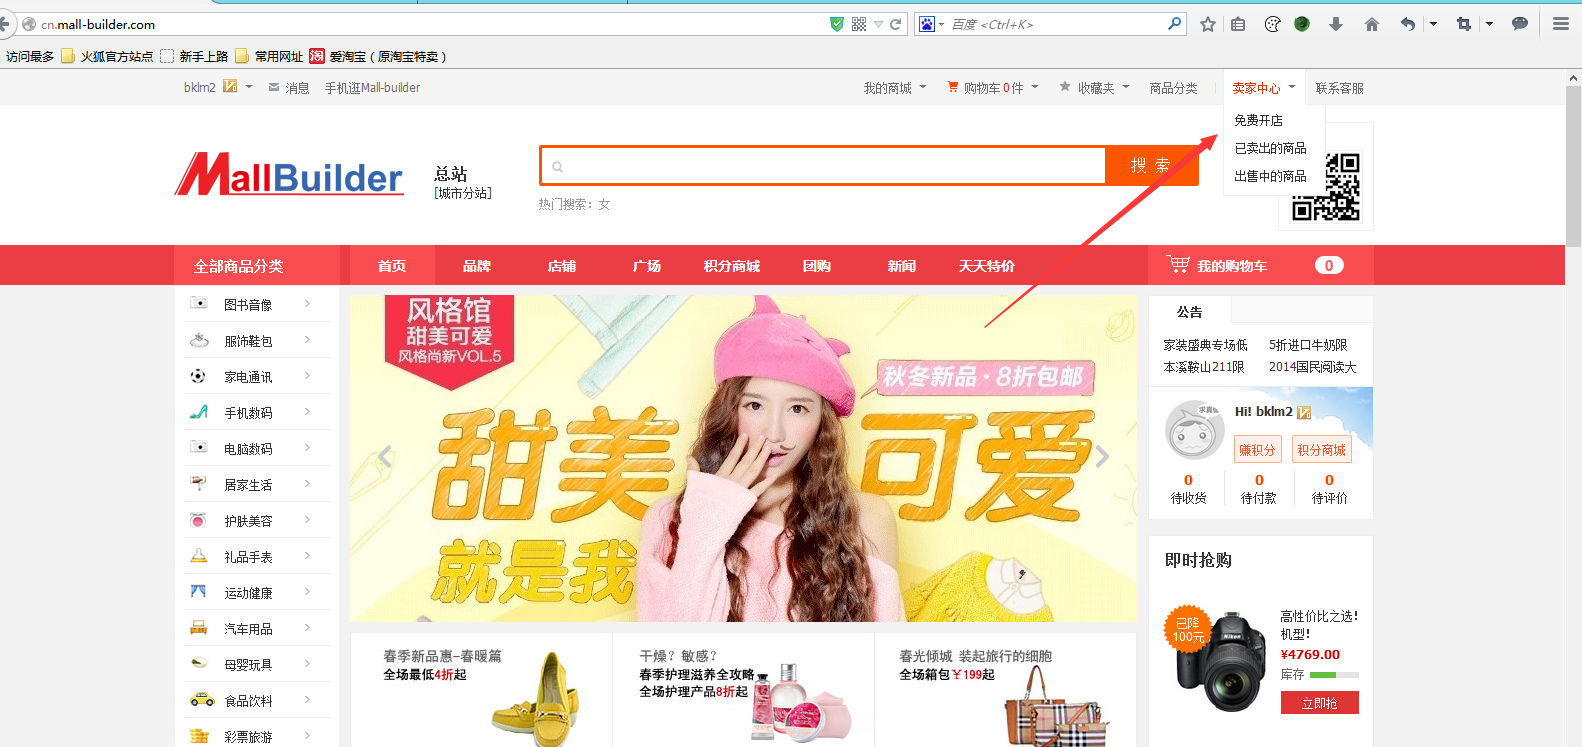 cn.mall-builder.com
百度 <Ctrl+K>
访问最多 火狐官方站点 新手上路 常用网址 淘 爱淘宝（原淘宝特卖）
bklm2 消息 手机逛Mall-builder 我的商城 购物车0件 收藏夹 商品分类 卖家中心 联系客服
免费开店
已卖出的商品
出售中的商品
MallBuilder
总站
[城市分站]
搜 索
热门搜索：女
全部商品分类 首页 品牌 店铺 广场 积分商城 团购 新闻 天天特价 我的购物车 0
图书音像
服饰鞋包
家电通讯
手机数码
电脑数码
居家生活
护肤美容
礼品手表
运动健康
汽车用品
母婴玩具
食品饮料
彩票旅游
风格馆
甜美可爱
风格尚新VOL.5
秋冬新品·8折包邮
甜美 可爱
就是我
公告
家装盛典专场低 5折进口牛奶限
本溪鞍山211限 2014国民阅读大
Hi! bklm2
赚积分 积分商城
0 0 0
待收货 待付款 待评价
即时抢购
已降
100元
Nikon
高性价比之选！
机型！
¥4769.00
库存
立即抢
春季新品惠-春暖篇
全场最低4折起
干燥？敏感？
春季护理滋养全攻略
全场护理产品8折起
春光倾城 装起旅行的细胞
全场箱包￥199起